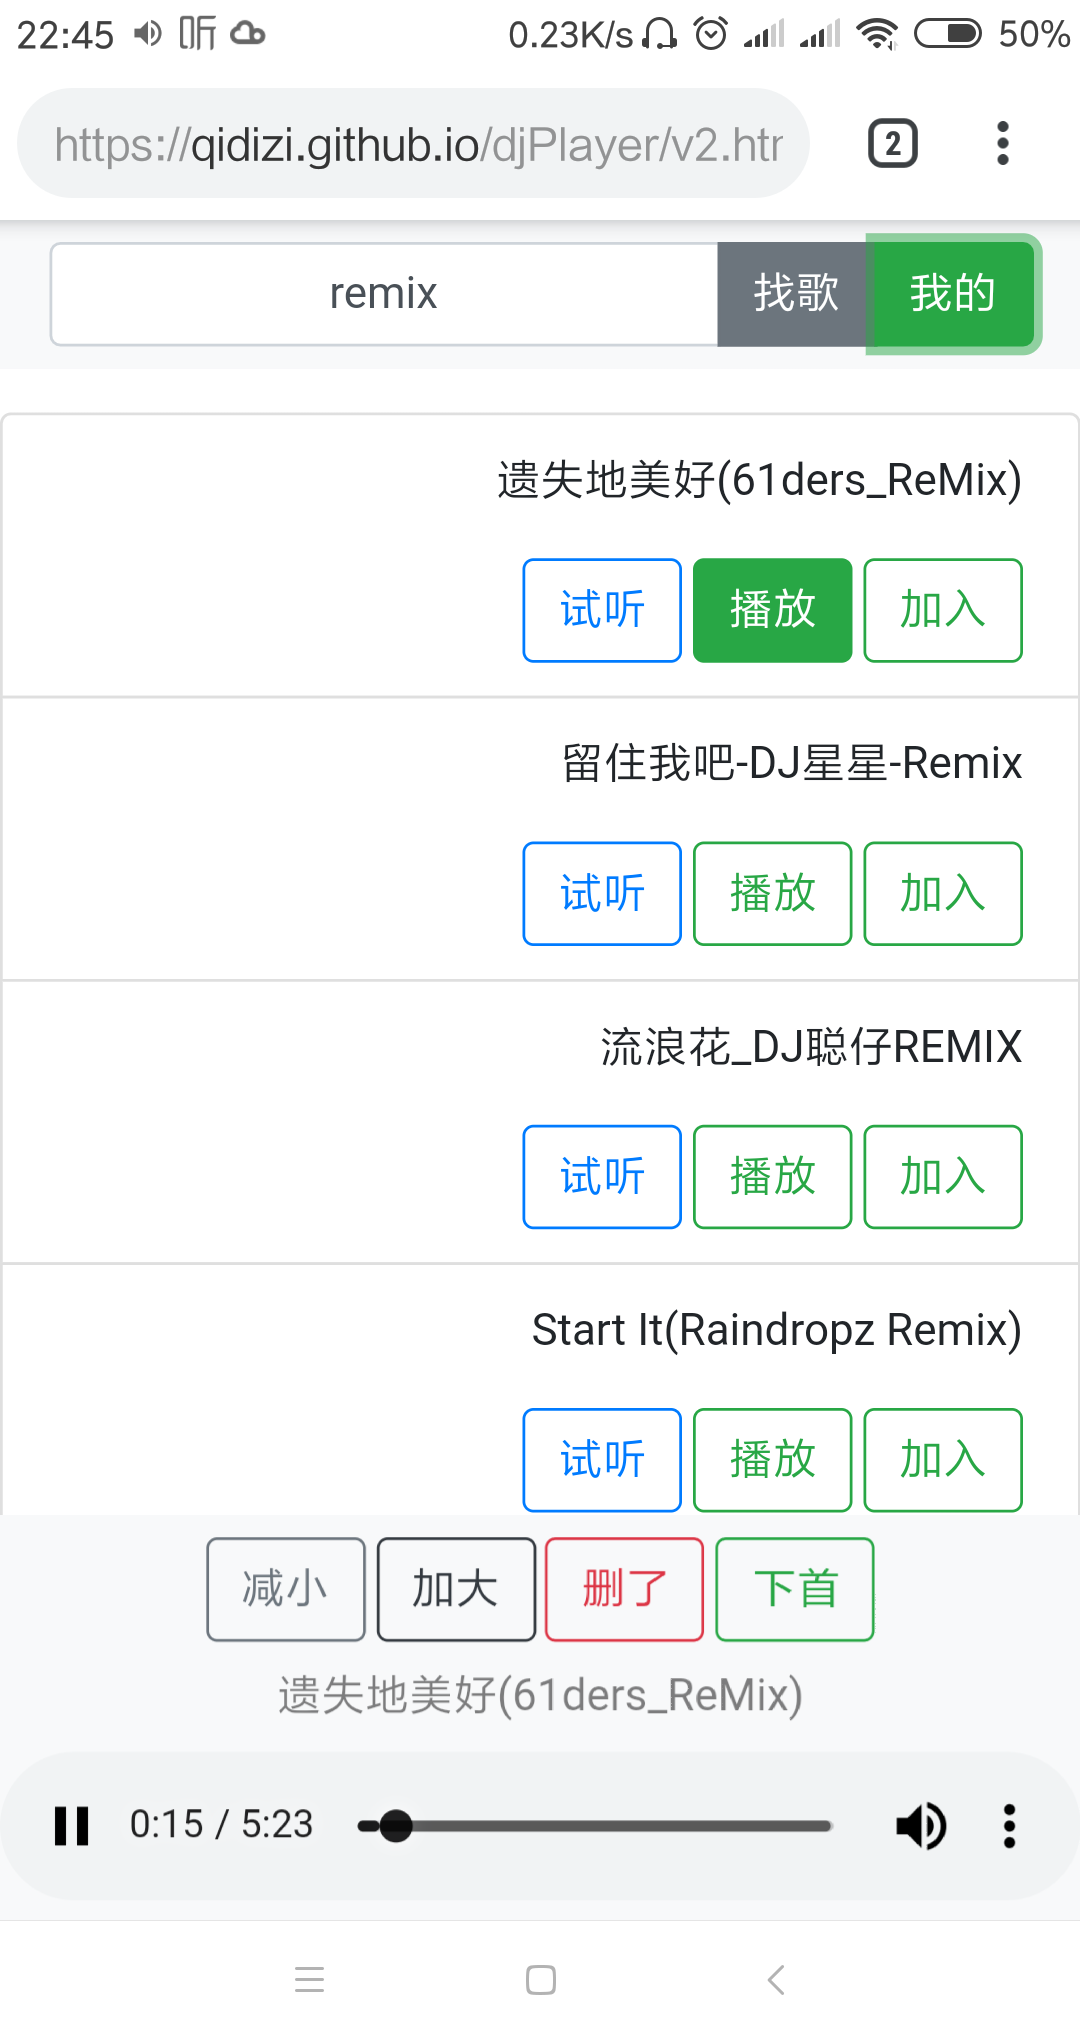 22:45 听 0.23K/s 50%
https://qidizi.github.io/djPlayer/v2.htr 2
remix 找歌 我的
遗失地美好(61ders_ReMix)
试听 播放 加入
留住我吧-DJ星星-Remix
试听 播放 加入
流浪花_DJ聪仔REMIX
试听 播放 加入
Start It(Raindropz Remix)
试听 播放 加入
减小 加大 删了 下首
遗失地美好(61ders_ReMix)
0:15 / 5:23